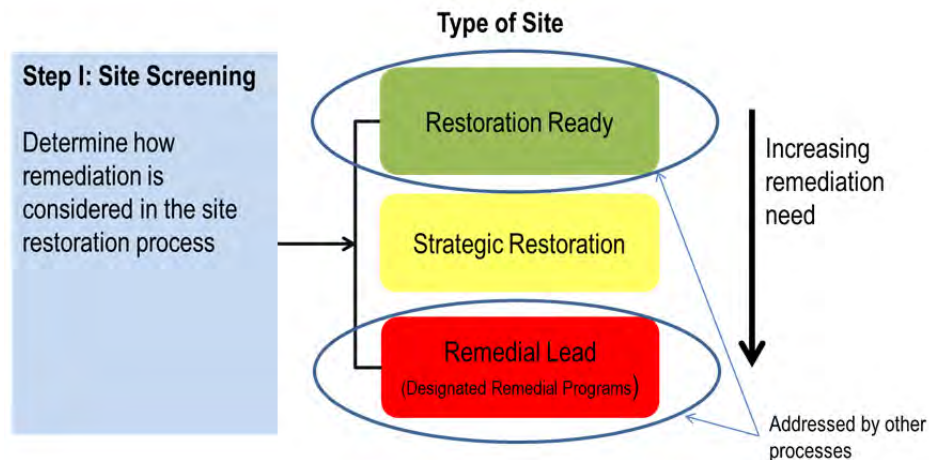 Type of Site
Step I: Site Screening
Determine how
remediation is
considered in the site
restoration process
Restoration Ready
Strategic Restoration
Remedial Lead
(Designated Remedial Programs)
Increasing
remediation
need
Addressed by other
processes